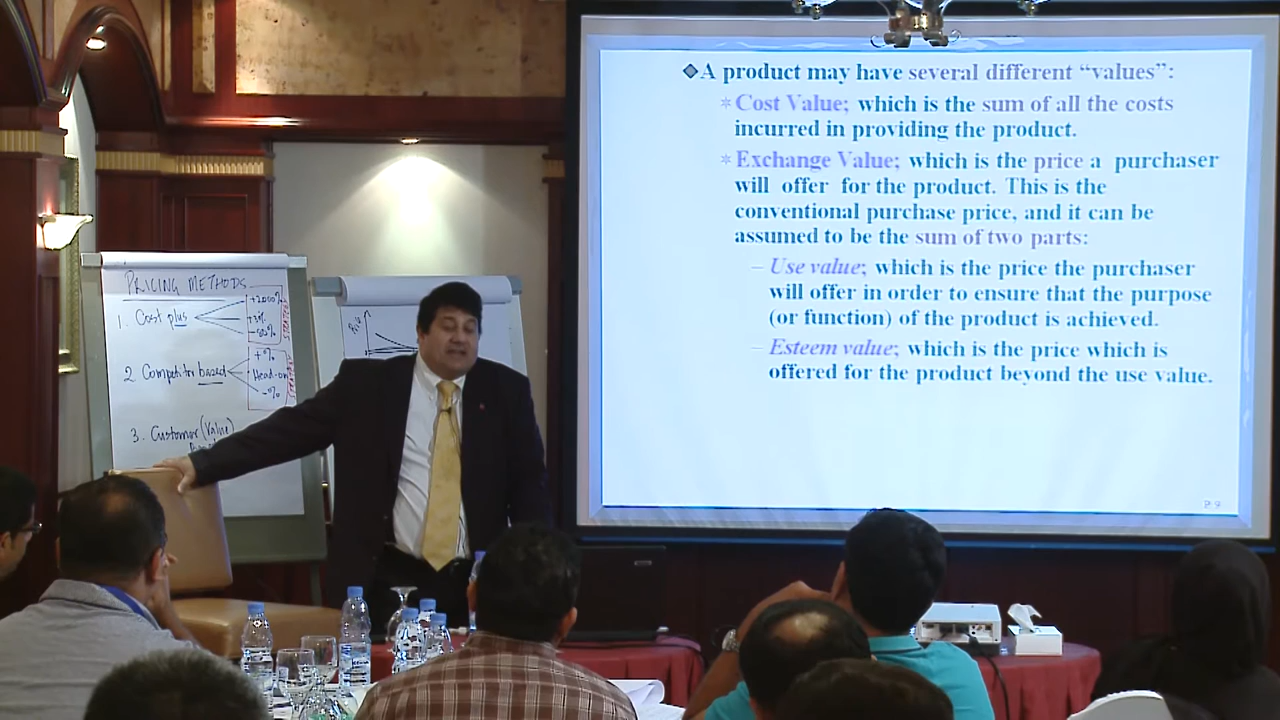 A product may have several different “values”:
Cost Value; which is the sum of all the costs
incurred in providing the product.
Exchange Value; which is the price a purchaser
will offer for the product. This is the
conventional purchase price, and it can be
assumed to be the sum of two parts:
– Use value; which is the price the purchaser
will offer in order to ensure that the purpose
(or function) of the product is achieved.
– Esteem value; which is the price which is
offered for the product beyond the use value.
P 9
PRICING METHODS
1. Cost plus
2 Competitor based
+%
Head-on
-%
3. Customer (Value)